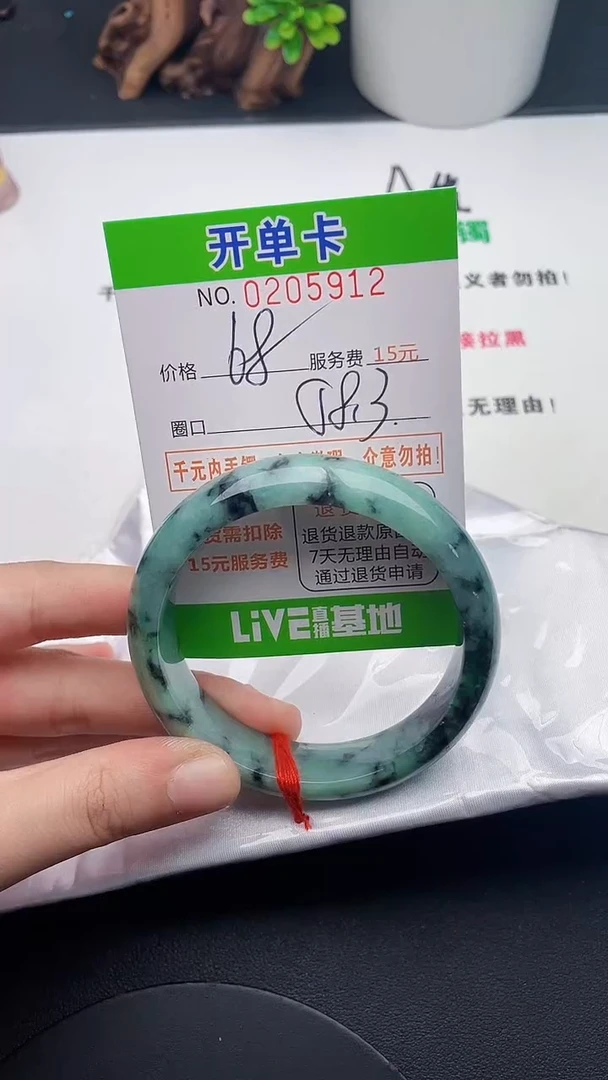 开单卡
NO. 0205912
价格 68 服务费 15元
圈口 58.3.
千元内手镯 介意勿拍!
货需扣除
15元服务费
退货退款原
7天无理由自动
通过退货申请
LiVE直播基地
镯
义者勿拍!
接拉黑
无理由!